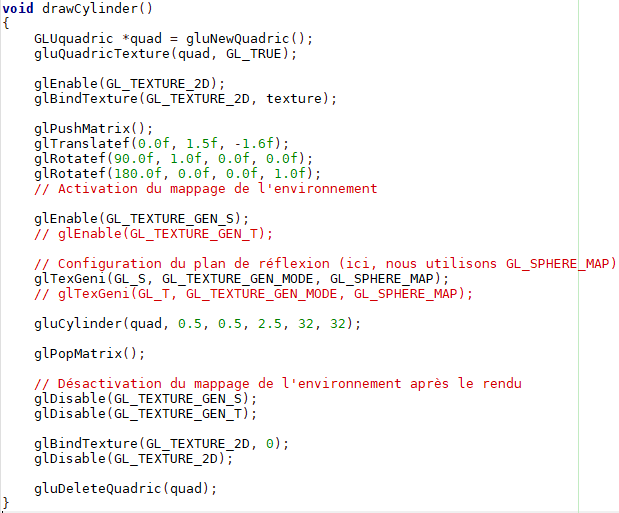 void drawCylinder()
{
    GLUquadric *quad = gluNewQuadric();
    gluQuadricTexture(quad, GL_TRUE);

    glEnable(GL_TEXTURE_2D);
    glBindTexture(GL_TEXTURE_2D, texture);

    glPushMatrix();
    glTranslatef(0.0f, 1.5f, -1.6f);
    glRotatef(90.0f, 1.0f, 0.0f, 0.0f);
    glRotatef(180.0f, 0.0f, 0.0f, 1.0f);
    // Activation du mappage de l'environnement

    glEnable(GL_TEXTURE_GEN_S);
    // glEnable(GL_TEXTURE_GEN_T);

    // Configuration du plan de réflexion (ici, nous utilisons GL_SPHERE_MAP)
    glTexGeni(GL_S, GL_TEXTURE_GEN_MODE, GL_SPHERE_MAP);
    // glTexGeni(GL_T, GL_TEXTURE_GEN_MODE, GL_SPHERE_MAP);

    gluCylinder(quad, 0.5, 0.5, 2.5, 32, 32);

    glPopMatrix();

    // Désactivation du mappage de l'environnement après le rendu
    glDisable(GL_TEXTURE_GEN_S);
    glDisable(GL_TEXTURE_GEN_T);

    glBindTexture(GL_TEXTURE_2D, 0);
    glDisable(GL_TEXTURE_2D);

    gluDeleteQuadric(quad);
}